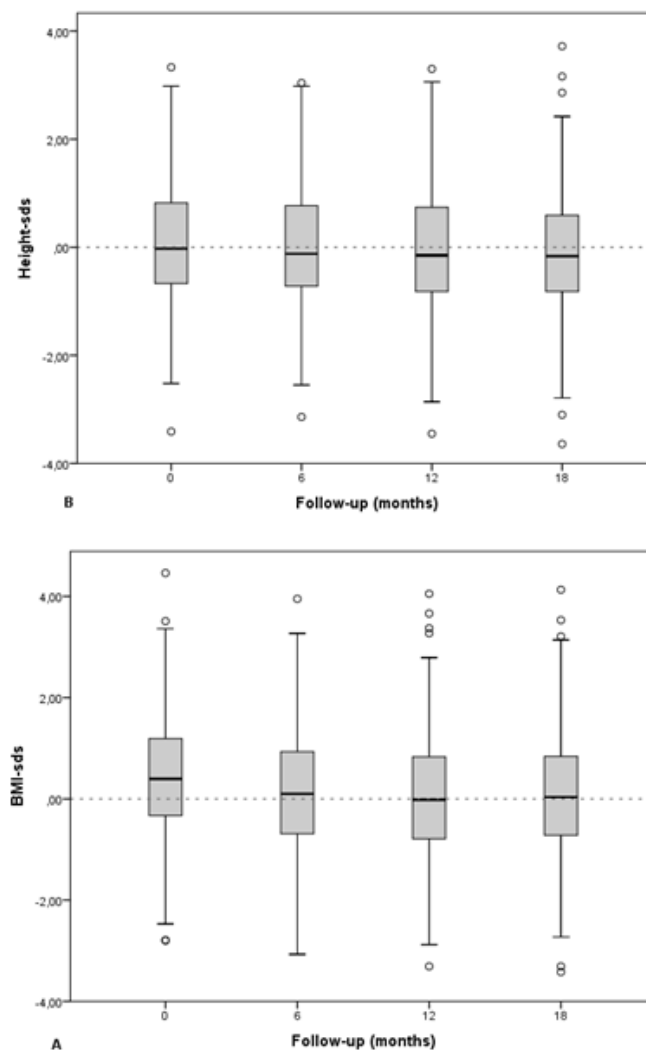 4,00
2,00
,00
-2,00
-4,00
Height-sds
0 6 12 18
B Follow-up (months)
4,00
2,00
,00
-2,00
-4,00
BMI-sds
0 6 12 18
A Follow-up (months)